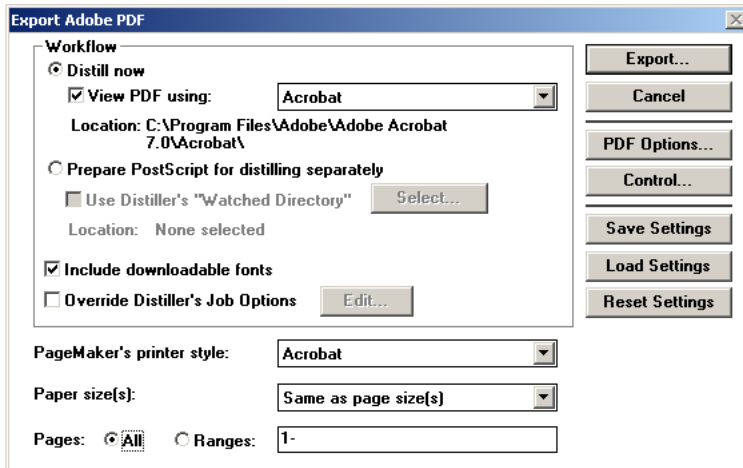 Export Adobe PDF
Workflow
Distill now
View PDF using: Acrobat
Location: C:\Program Files\Adobe\Adobe Acrobat
7.0\Acrobat\
Prepare PostScript for distilling separately
Use Distiller's "Watched Directory" Select...
Location: None selected
Include downloadable fonts
Override Distiller's Job Options Edit...
PageMaker's printer style: Acrobat
Paper size(s): Same as page size(s)
Pages: All Ranges: 1-
Export...
Cancel
PDF Options...
Control...
Save Settings
Load Settings
Reset Settings